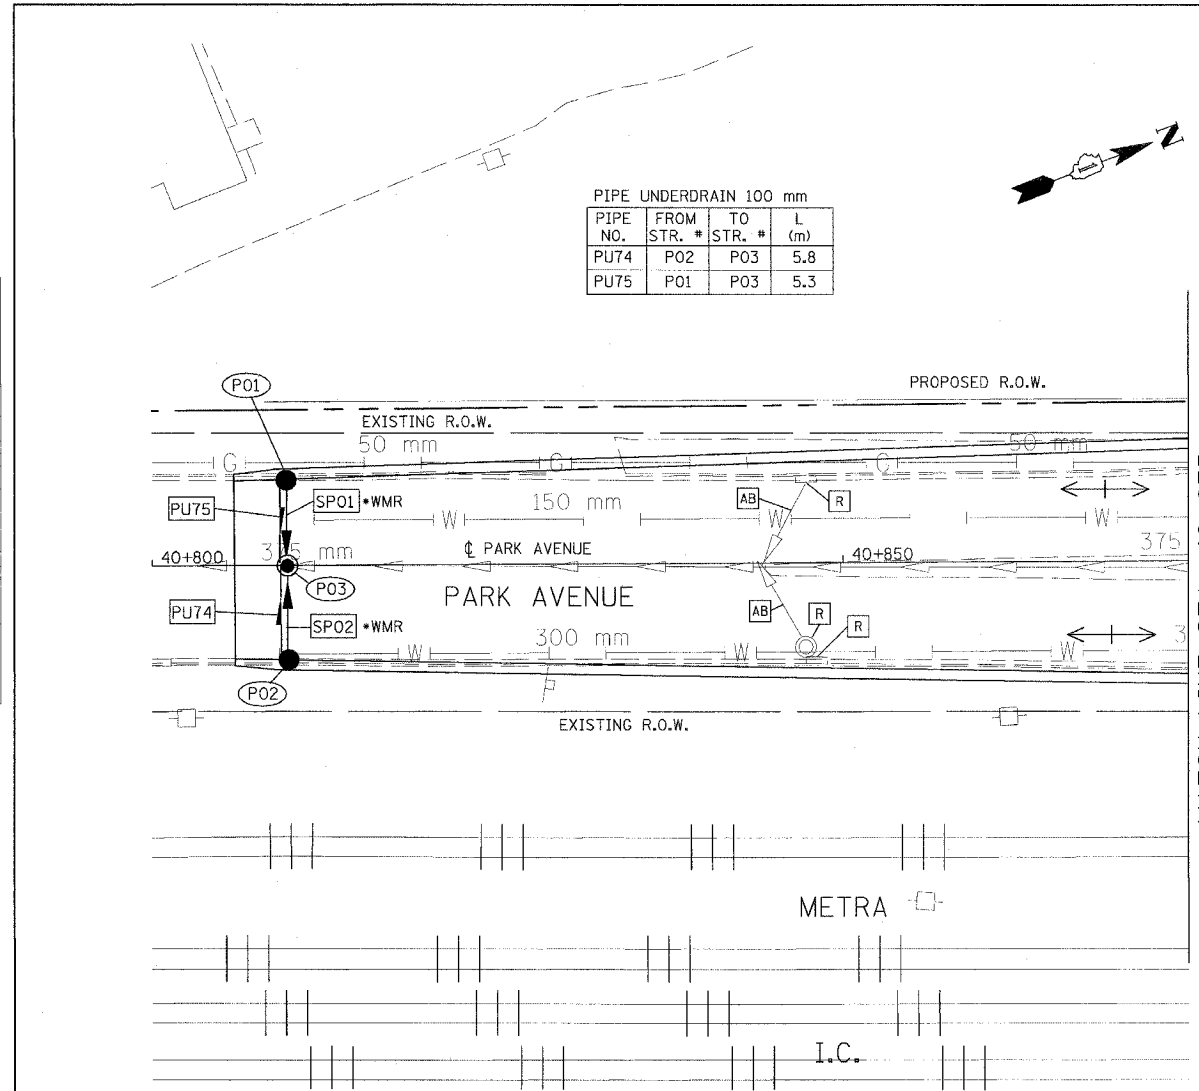 N
PIPE UNDERDRAIN 100 mm
PIPE NO. FROM STR. # TO STR. # L (m)
PU74 P02 P03 5.8
PU75 P01 P03 5.3
P01
PROPOSED R.O.W.
EXISTING R.O.W.
50 mm
50 mm
G
G
G
PU75
SP01 *WMR
150 mm
AB
R
W
W
W
40+800
℄ PARK AVENUE
40+850
375
P03
PARK AVENUE
PU74
SP02 *WMR
300 mm
AB
R
R
W
W
W
3
P02
EXISTING R.O.W.
METRA
I.C.